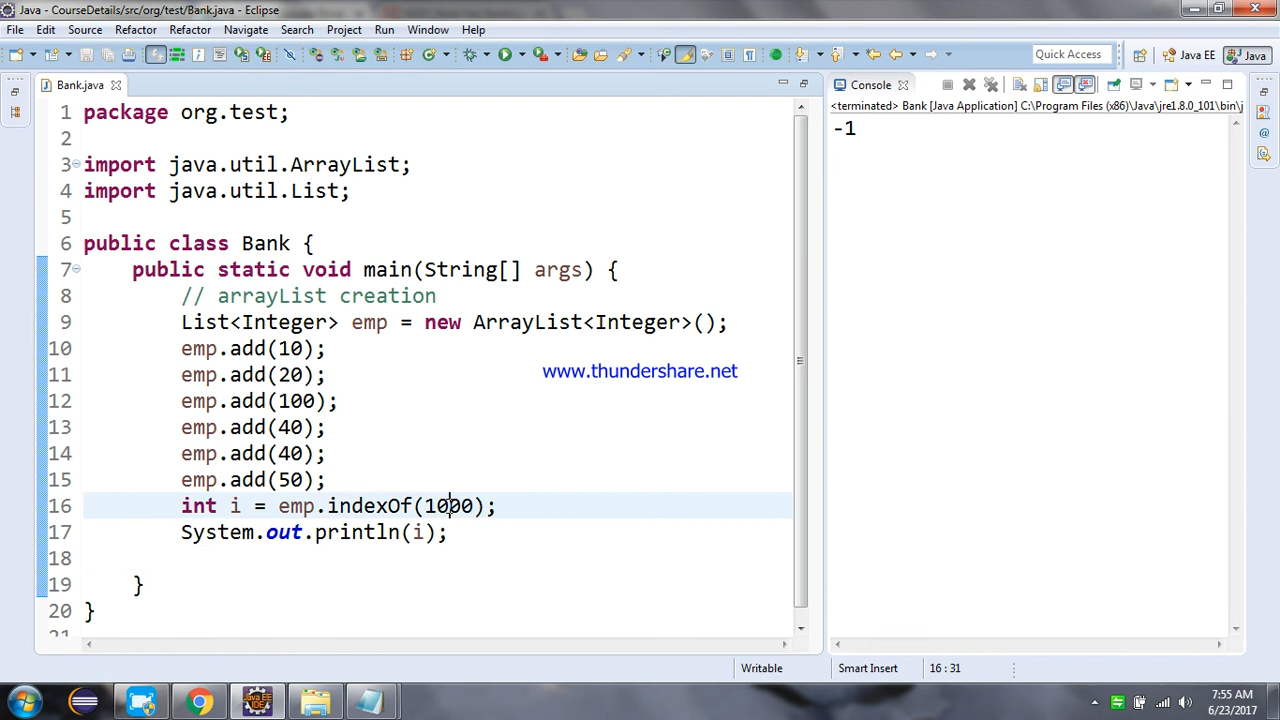 Java - CourseDetails/src/org/test/Bank.java - Eclipse
File Edit Source Refactor Refactor Navigate Search Project Run Window Help
Quick Access
Java EE
Java
Bank.java
1 package org.test;
2
3 import java.util.ArrayList;
4 import java.util.List;
5
6 public class Bank {
7 public static void main(String[] args) {
8 // arrayList creation
9 List<Integer> emp = new ArrayList<Integer>();
10 emp.add(10);
11 emp.add(20);
www.thundershare.net
12 emp.add(100);
13 emp.add(40);
14 emp.add(40);
15 emp.add(50);
16 int i = emp.indexOf(1000);
17 System.out.println(i);
18
19 }
20 }
21
Console
<terminated> Bank [Java Application] C:\Program Files (x86)\Java\jre1.8.0_101\bin\j
-1
Writable
Smart Insert
16 : 31
Java EE
IDE
7:55 AM
6/23/2017